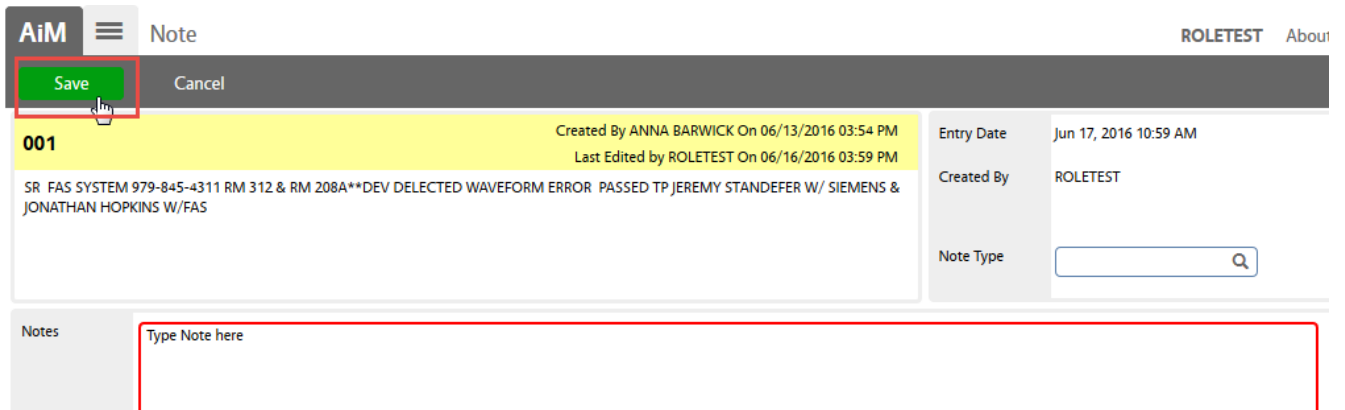 AiM Note ROLETEST About
Save Cancel
001
Created By ANNA BARWICK On 06/13/2016 03:54 PM
Last Edited by ROLETEST On 06/16/2016 03:59 PM
SR FAS SYSTEM 979-845-4311 RM 312 & RM 208A**DEV DELECTED WAVEFORM ERROR PASSED TP JEREMY STANDEFER W/ SIEMENS &
JONATHAN HOPKINS W/FAS
Entry Date Jun 17, 2016 10:59 AM
Created By ROLETEST
Note Type
Notes Type Note here